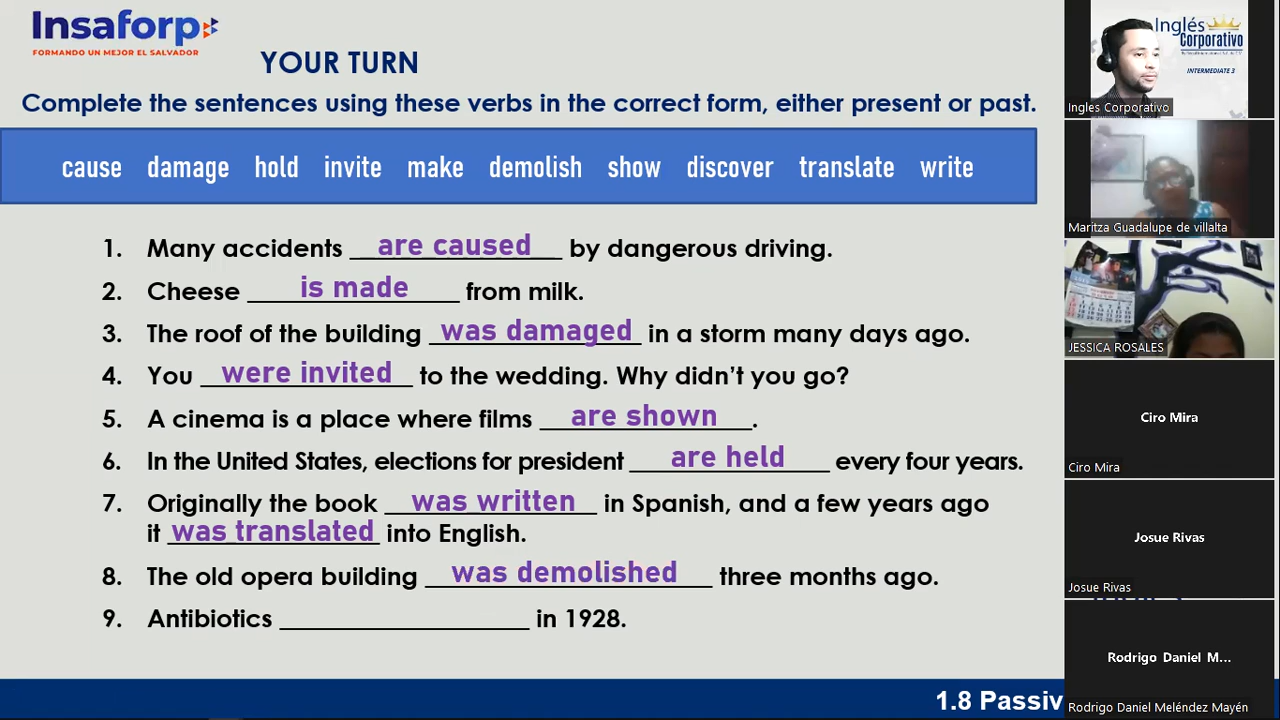 Insaforp
FORMANDO UN MEJOR EL SALVADOR
YOUR TURN
Complete the sentences using these verbs in the correct form, either present or past.
cause damage hold invite make demolish show discover translate write
1. Many accidents are caused by dangerous driving.
2. Cheese is made from milk.
3. The roof of the building was damaged in a storm many days ago.
4. You were invited to the wedding. Why didn't you go?
5. A cinema is a place where films are shown.
6. In the United States, elections for president are held every four years.
7. Originally the book was written in Spanish, and a few years ago
it was translated into English.
8. The old opera building was demolished three months ago.
9. Antibiotics ____________________ in 1928.
1.8 Passiv
Inglés
Corporativo
INTERMEDIATE 3
Ingles Corporativo
Maritza Guadalupe de villalta
JESSICA ROSALES
Ciro Mira
Ciro Mira
Josue Rivas
Josue Rivas
Rodrigo Daniel M...
Rodrigo Daniel Meléndez Mayén